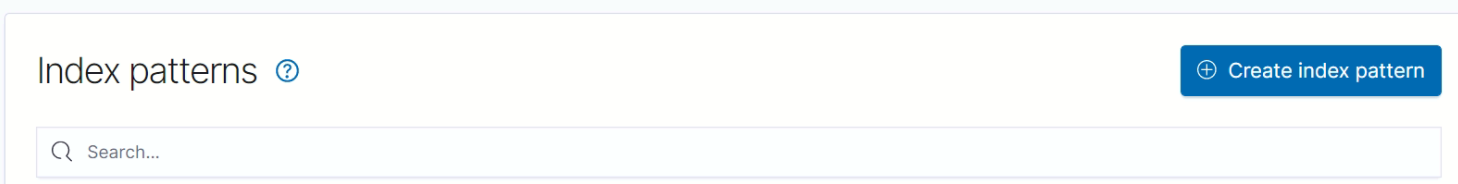 Index patterns
Create index pattern
Search...